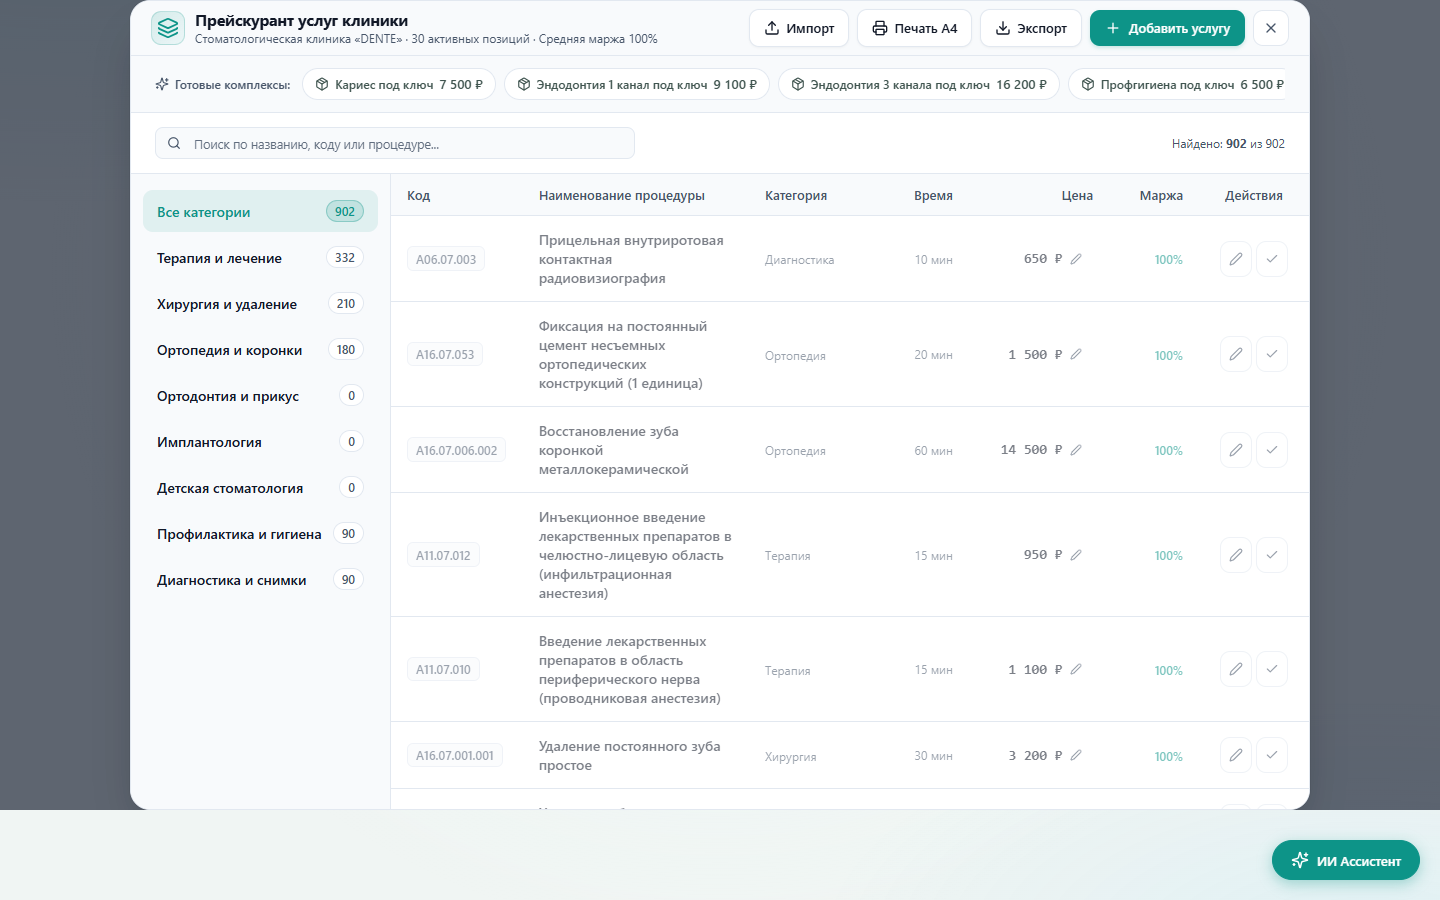 Прейскурант услуг клиники
Стоматологическая клиника «DENTE» · 30 активных позиций · Средняя маржа 100%
Импорт
Печать А4
Экспорт
Добавить услугу
Готовые комплексы:
Кариес под ключ 7 500 ₽
Эндодонтия 1 канал под ключ 9 100 ₽
Эндодонтия 3 канала под ключ 16 200 ₽
Профгигиена под ключ 6 500 ₽
Поиск по названию, коду или процедуре...
Найдено: 902 из 902
Все категории 902
Терапия и лечение 332
Хирургия и удаление 210
Ортопедия и коронки 180
Ортодонтия и прикус 0
Имплантология 0
Детская стоматология 0
Профилактика и гигиена 90
Диагностика и снимки 90
Код Наименование процедуры Категория Время Цена Маржа Действия
Прицельная внутриротовая
контактная
радиовизиография
A06.07.003 Диагностика 10 мин 650 ₽ 100%
Фиксация на постоянный
цемент несъемных
ортопедических
конструкций (1 единица)
A16.07.053 Ортопедия 20 мин 1 500 ₽ 100%
Восстановление зуба
коронкой
металлокерамической
A16.07.006.002 Ортопедия 60 мин 14 500 ₽ 100%
Инъекционное введение
лекарственных препаратов в
челюстно-лицевую область
(инфильтрационная
анестезия)
A11.07.012 Терапия 15 мин 950 ₽ 100%
Введение лекарственных
препаратов в область
периферического нерва
(проводниковая анестезия)
A11.07.010 Терапия 15 мин 1 100 ₽ 100%
Удаление постоянного зуба
простое
A16.07.001.001 Хирургия 30 мин 3 200 ₽ 100%
ИИ Ассистент